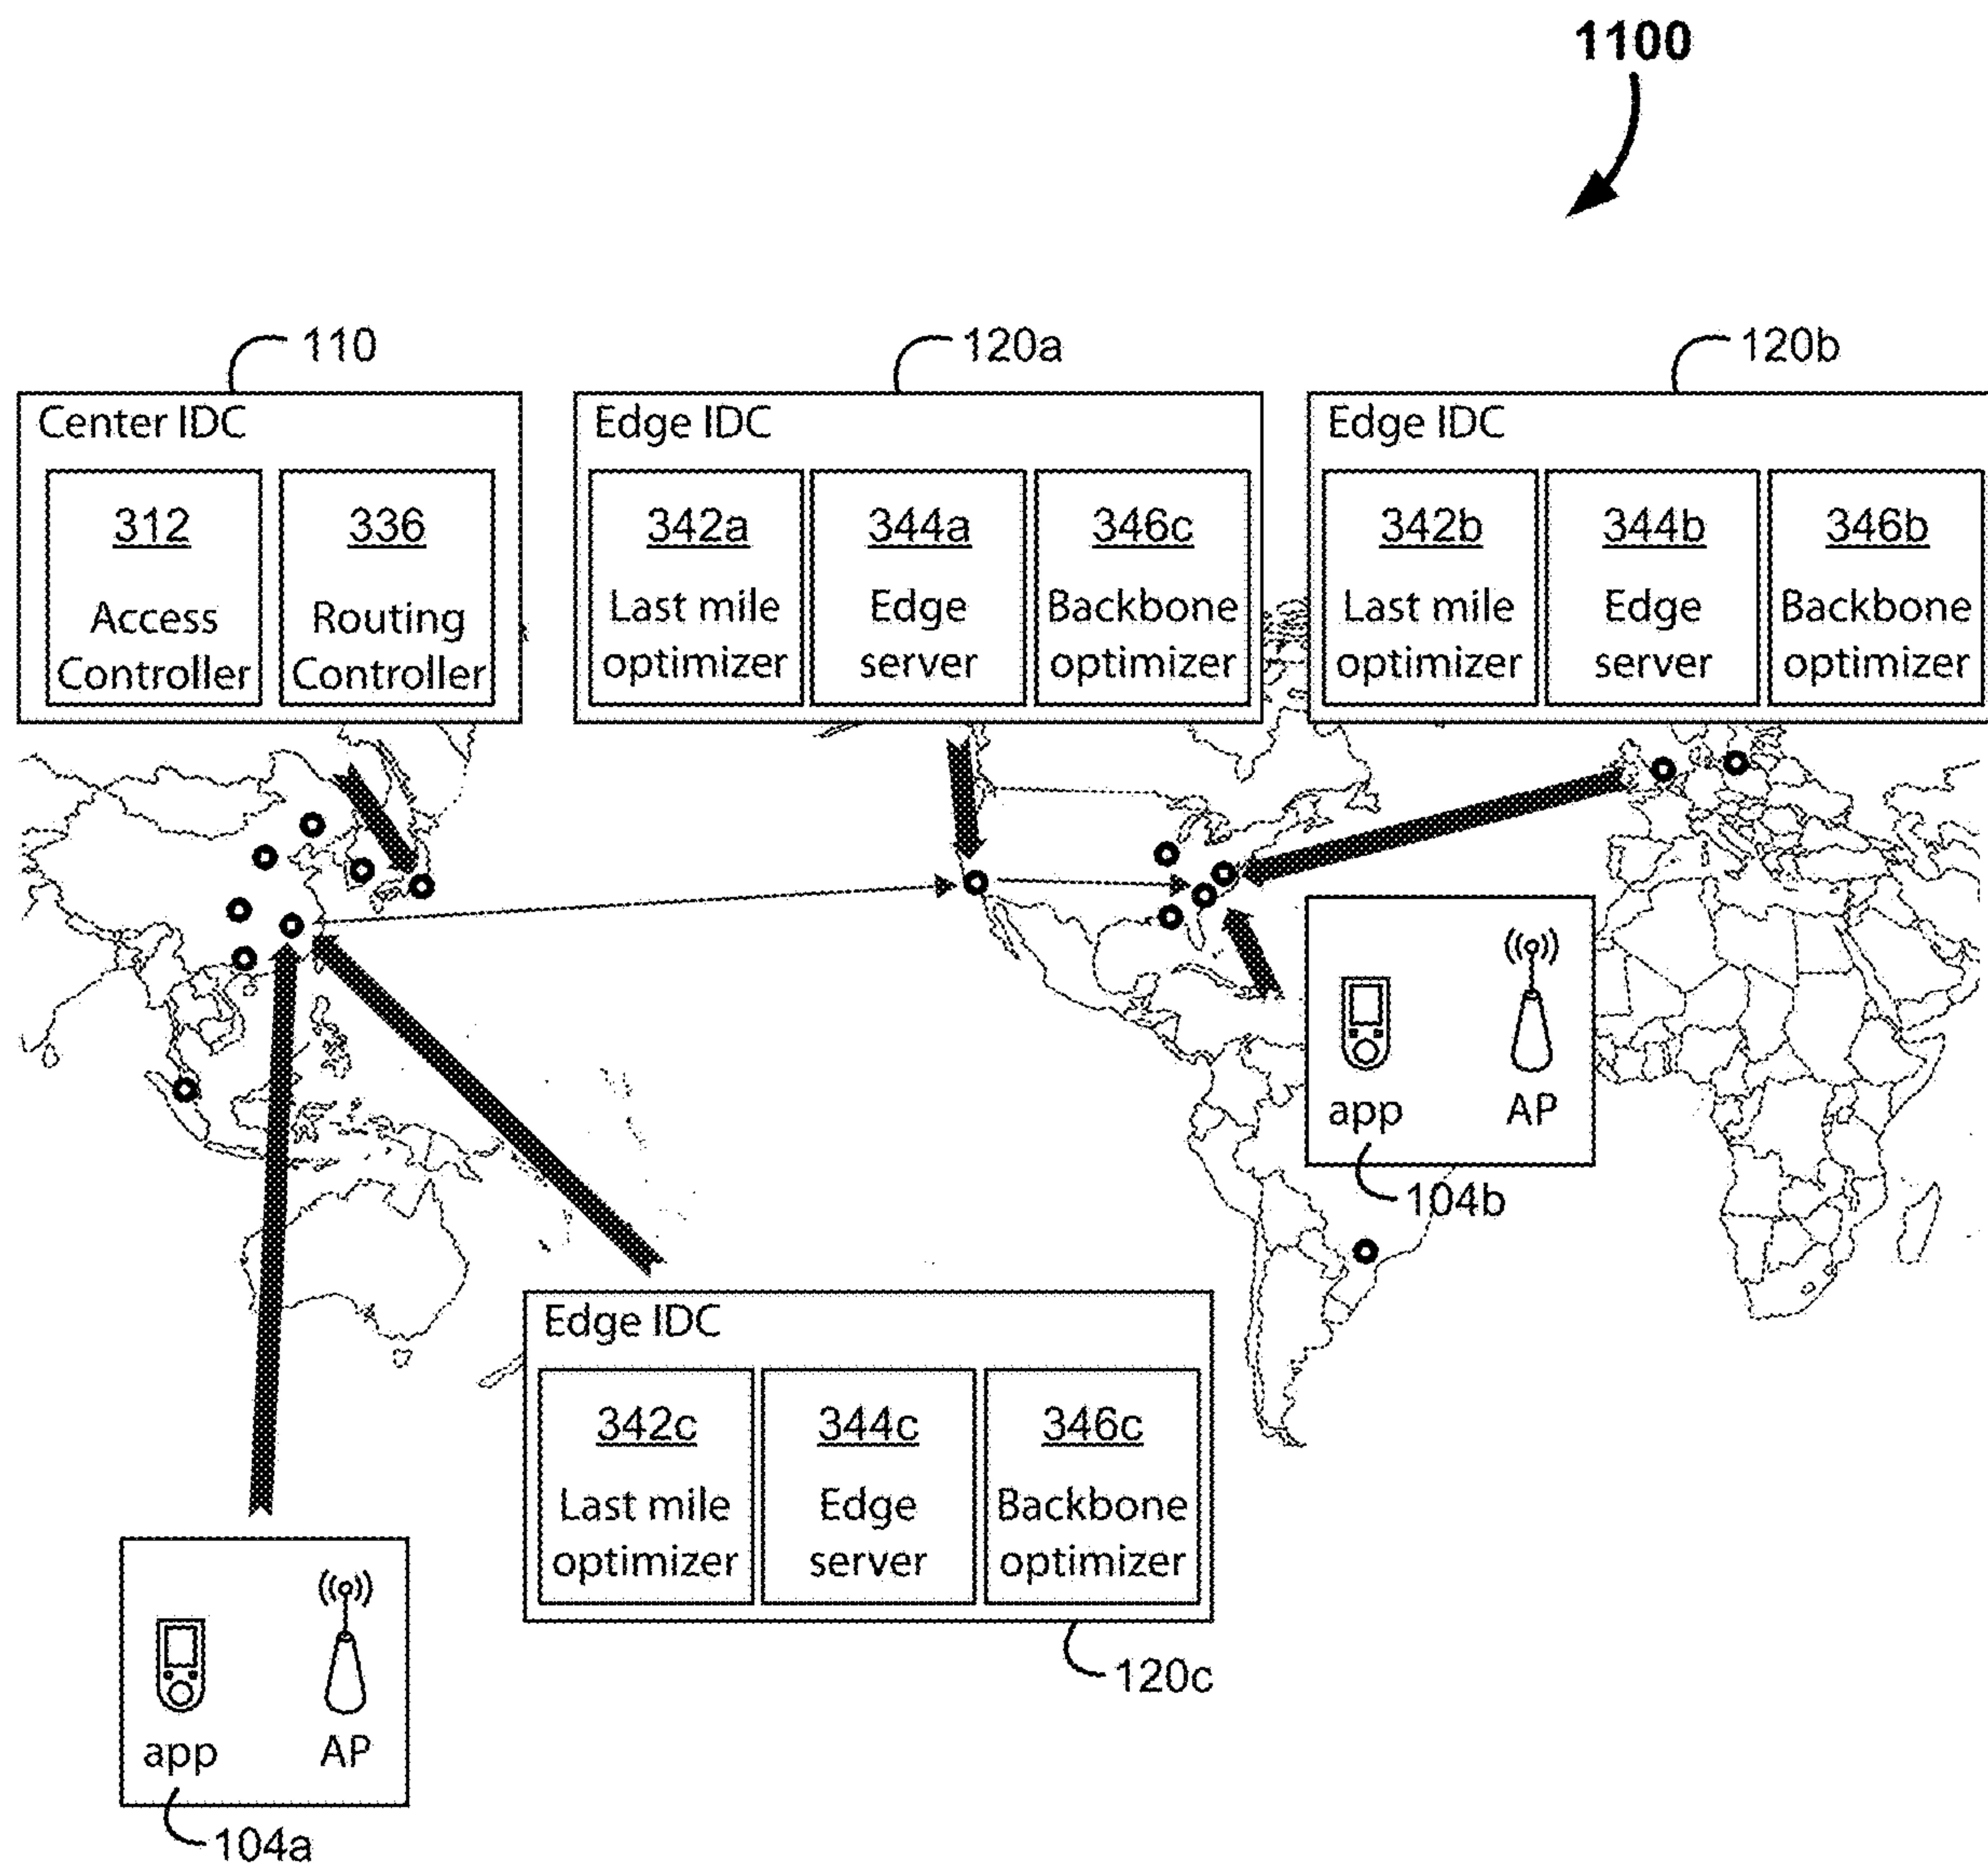 1100
110
120a
120b
Center IDC
312
Access
Controller
336
Routing
Controller
Edge IDC
342a
Last mile
optimizer
344a
Edge
server
346c
Backbone
optimizer
Edge IDC
342b
Last mile
optimizer
344b
Edge
server
346b
Backbone
optimizer
app
AP
104b
Edge IDC
342c
Last mile
optimizer
344c
Edge
server
346c
Backbone
optimizer
120c
app
AP
104a